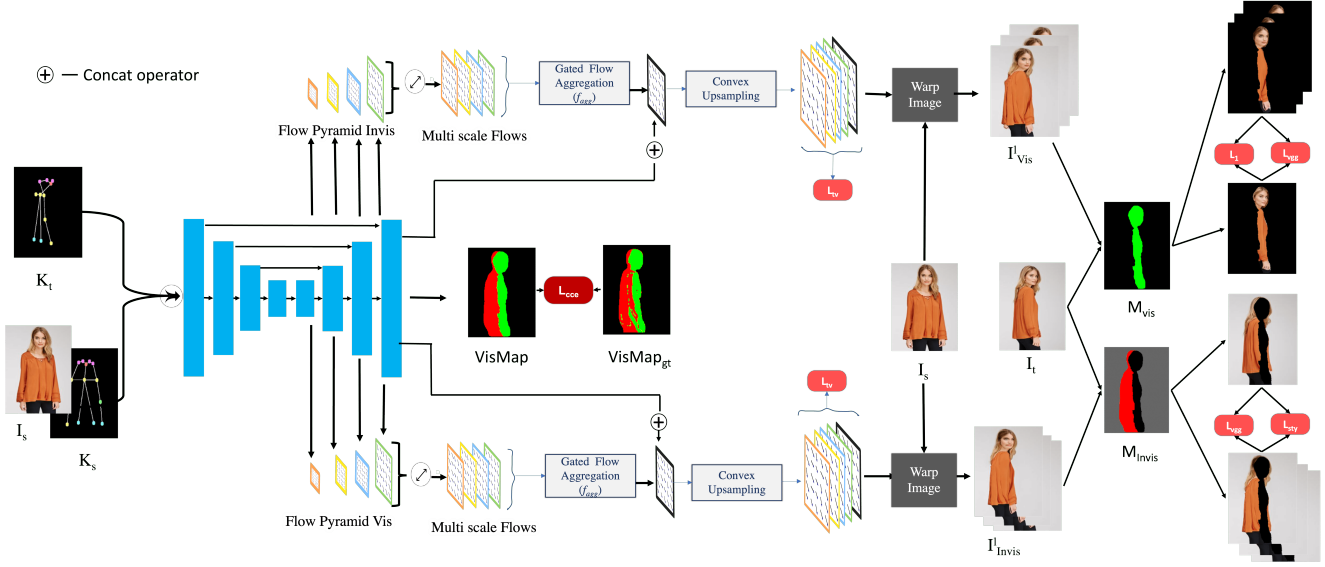 + — Concat operator
Flow Pyramid Invis
Multi scale Flows
Gated Flow
Aggregation
(f_agg)
Convex
Upsampling
L_tv
Warp
Image
I^l_Vis
L_1
L_vgg
K_t
I_s
K_s
VisMap
L_cce
VisMap_gt
I_s
I_t
M_vis
M_Invis
L_vgg
L_sty
Flow Pyramid Vis
Multi scale Flows
Gated Flow
Aggregation
(f_agg)
Convex
Upsampling
L_tv
Warp
Image
I^l_Invis